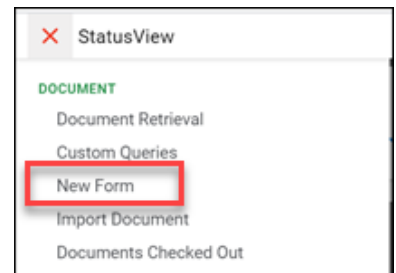 StatusView
DOCUMENT
Document Retrieval
Custom Queries
New Form
Import Document
Documents Checked Out